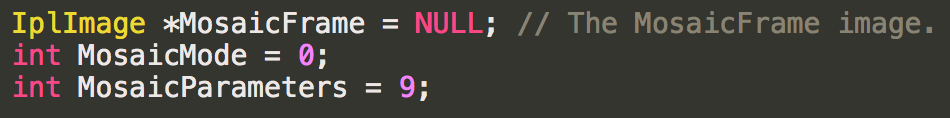 IplImage *MosaicFrame = NULL; // The MosaicFrame image.
int MosaicMode = 0;
int MosaicParameters = 9;